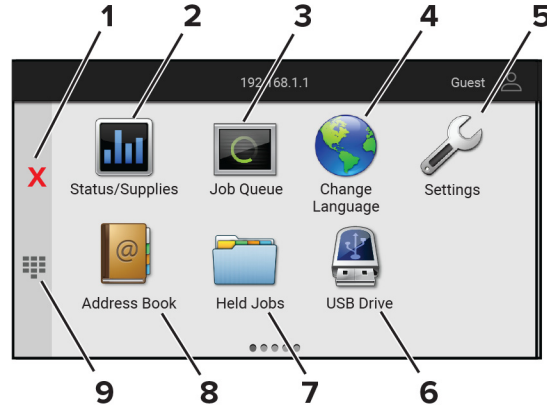 1 2 3 4 5
192.168.1.1 Guest
X
Status/Supplies Job Queue Change Language Settings
@
Address Book Held Jobs USB Drive
9 8 7 6